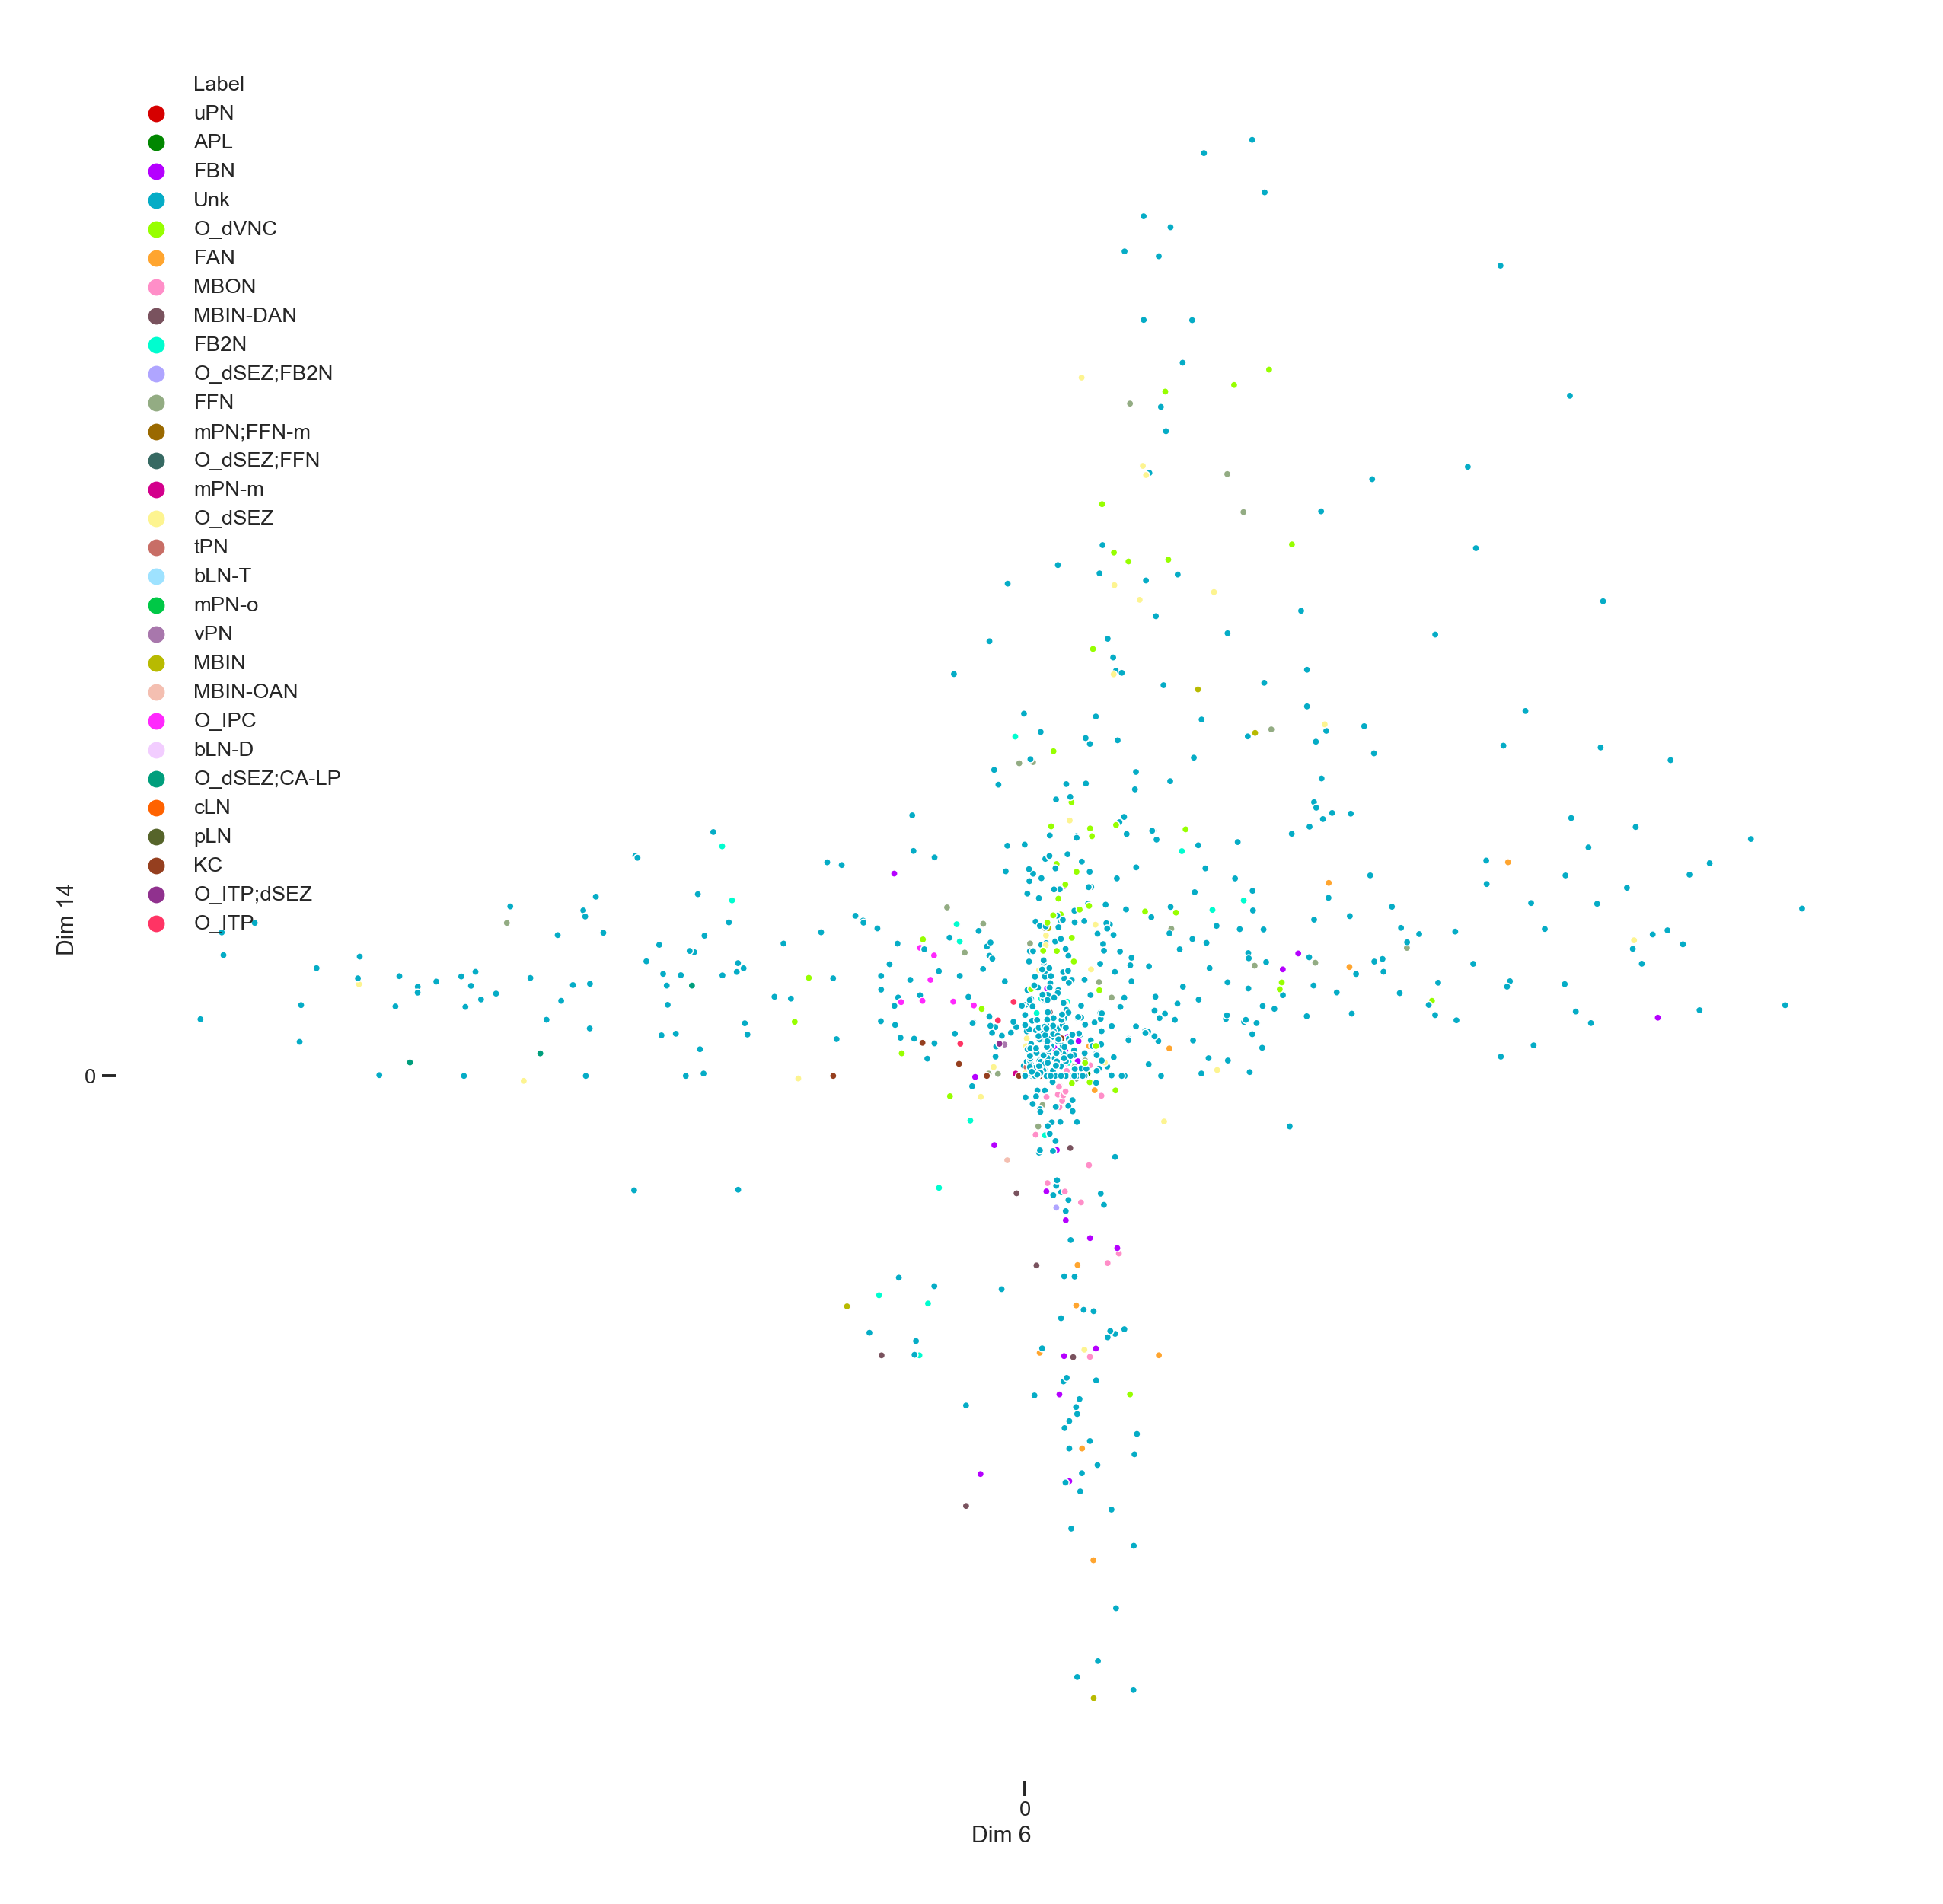 Label
uPN
APL
FBN
Unk
O_dVNC
FAN
MBON
MBIN-DAN
FB2N
O_dSEZ;FB2N
FFN
mPN;FFN-m
O_dSEZ;FFN
mPN-m
O_dSEZ
tPN
bLN-T
mPN-o
vPN
MBIN
MBIN-OAN
O_IPC
bLN-D
O_dSEZ;CA-LP
cLN
pLN
KC
O_ITP;dSEZ
O_ITP
Dim 14
0
0
Dim 6